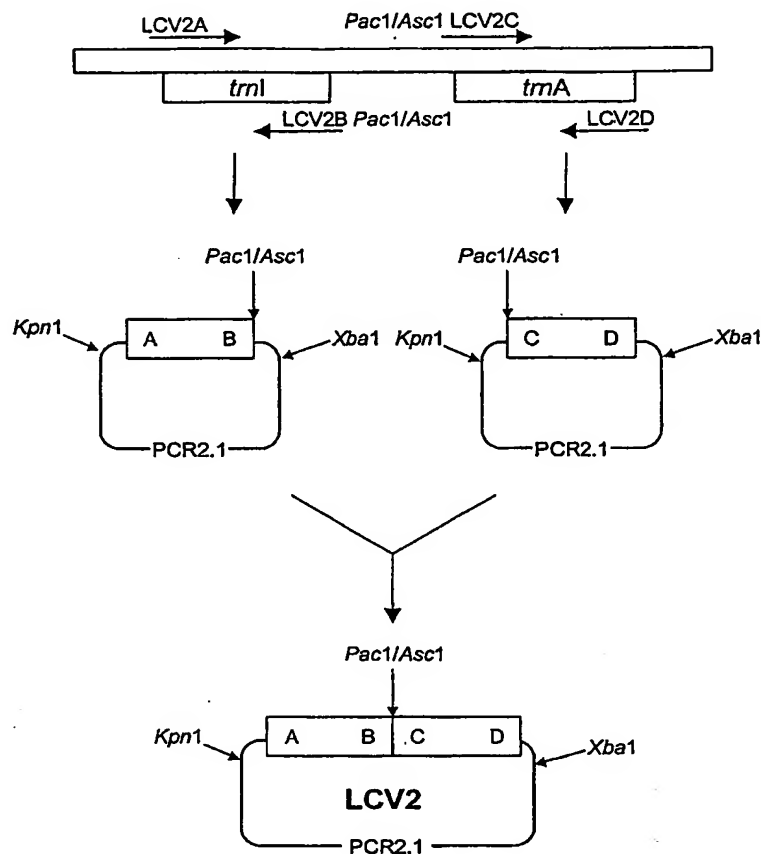 LCV2A Pac1/Asc1 LCV2C
trnI trnA
LCV2B Pac1/Asc1 LCV2D
Pac1/Asc1 Pac1/Asc1
Kpn1 A B Xba1 Kpn1 C D Xba1
PCR2.1 PCR2.1
Pac1/Asc1
Kpn1 A B C D Xba1
LCV2
PCR2.1